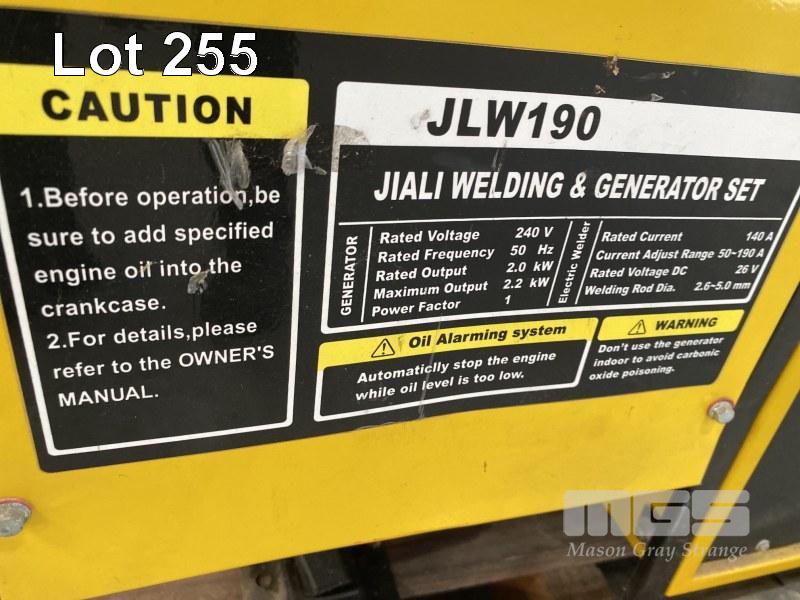 Lot 255
CAUTION
1.Before operation,be
sure to add specified
engine oil into the
crankcase.
2.For details,please
refer to the OWNER'S
MANUAL.
JLW190
JIALI WELDING & GENERATOR SET
GENERATOR
Rated Voltage 240 V
Rated Frequency 50 Hz
Rated Output 2.0 kW
Maximum Output 2.2 kW
Power Factor 1
Electric Welder
Rated Current 140 A
Current Adjust Range 50~190 A
Rated Voltage DC 26 V
Welding Rod Dia. 2.6~5.0 mm
Oil Alarming system
Automaticlly stop the engine
while oil level is too low.
WARNING
Don't use the generator
indoor to avoid carbonic
oxide poisoning.
MGS
Mason Gray Strange